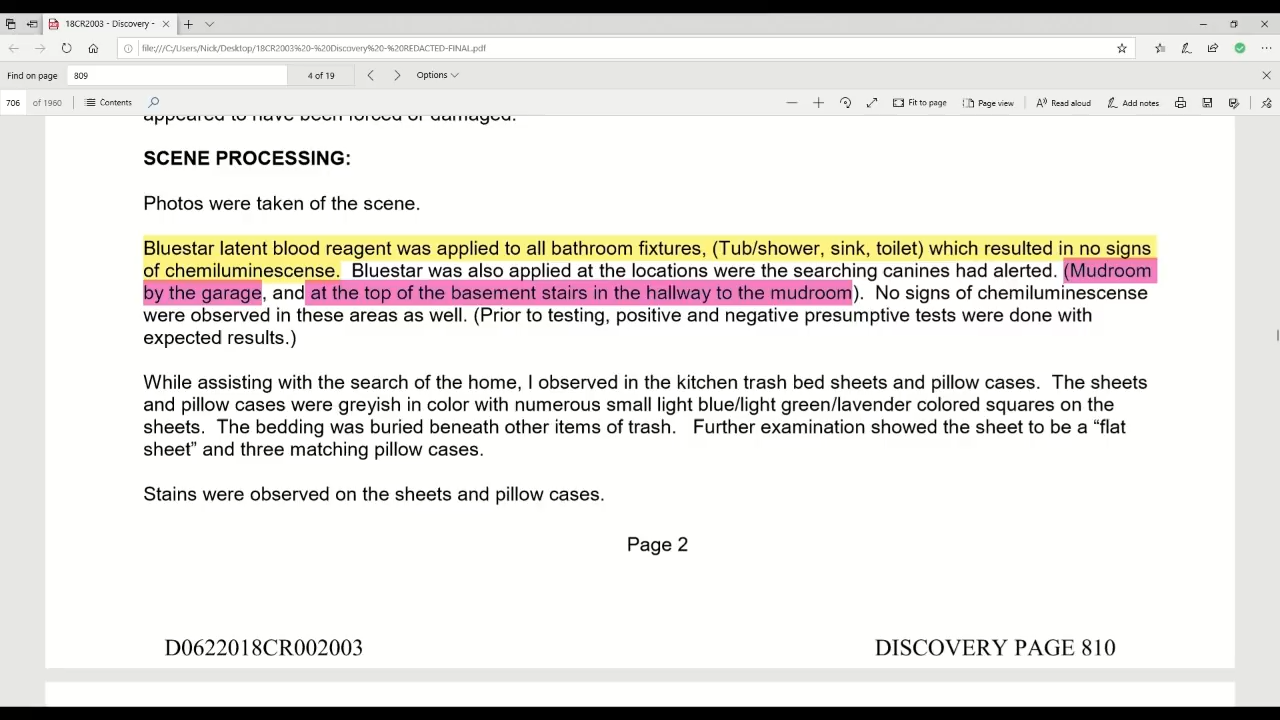 18CR2003 - Discovery -
file:///C:/Users/Nick/Desktop/18CR2003%20-%20Discovery%20-%20REDACTED-FINAL.pdf
Find on page 809 4 of 19 Options
706 of 1960 Contents Fit to page Page view Read aloud Add notes
appeared to have been forced or damaged.
SCENE PROCESSING:
Photos were taken of the scene.
Bluestar latent blood reagent was applied to all bathroom fixtures, (Tub/shower, sink, toilet) which resulted in no signs
of chemiluminescense. Bluestar was also applied at the locations were the searching canines had alerted. (Mudroom
by the garage, and at the top of the basement stairs in the hallway to the mudroom). No signs of chemiluminescense
were observed in these areas as well. (Prior to testing, positive and negative presumptive tests were done with
expected results.)
While assisting with the search of the home, I observed in the kitchen trash bed sheets and pillow cases. The sheets
and pillow cases were greyish in color with numerous small light blue/light green/lavender colored squares on the
sheets. The bedding was buried beneath other items of trash. Further examination showed the sheet to be a “flat
sheet” and three matching pillow cases.
Stains were observed on the sheets and pillow cases.
Page 2
D0622018CR002003 DISCOVERY PAGE 810